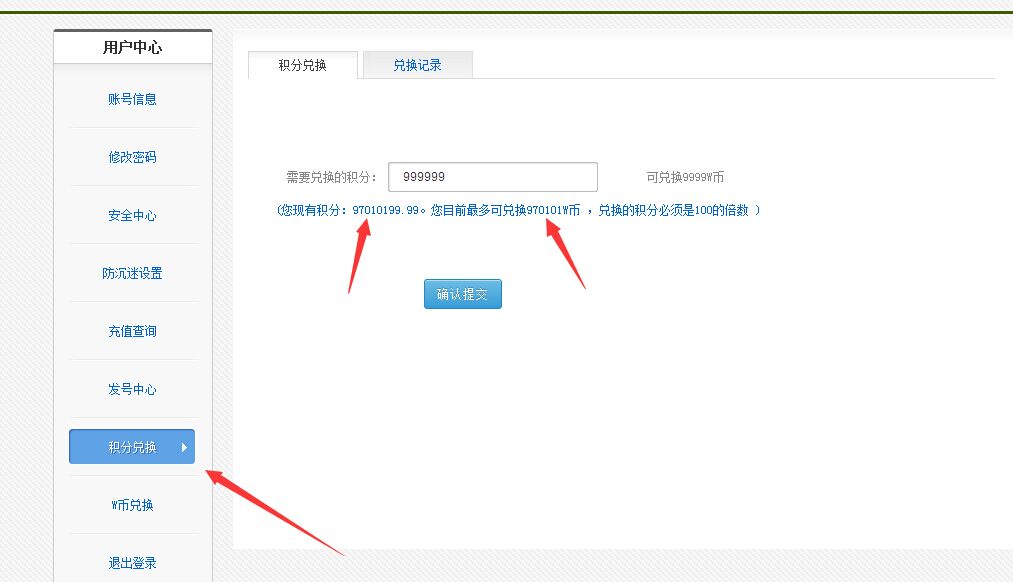 用户中心
账号信息
修改密码
安全中心
防沉迷设置
充值查询
发号中心
积分兑换
W币兑换
退出登录
积分兑换 兑换记录
需要兑换的积分： 999999 可兑换9999W币
(您现有积分：97010199.99。您目前最多可兑换970101W币 ，兑换的积分必须是100的倍数 )
确认提交